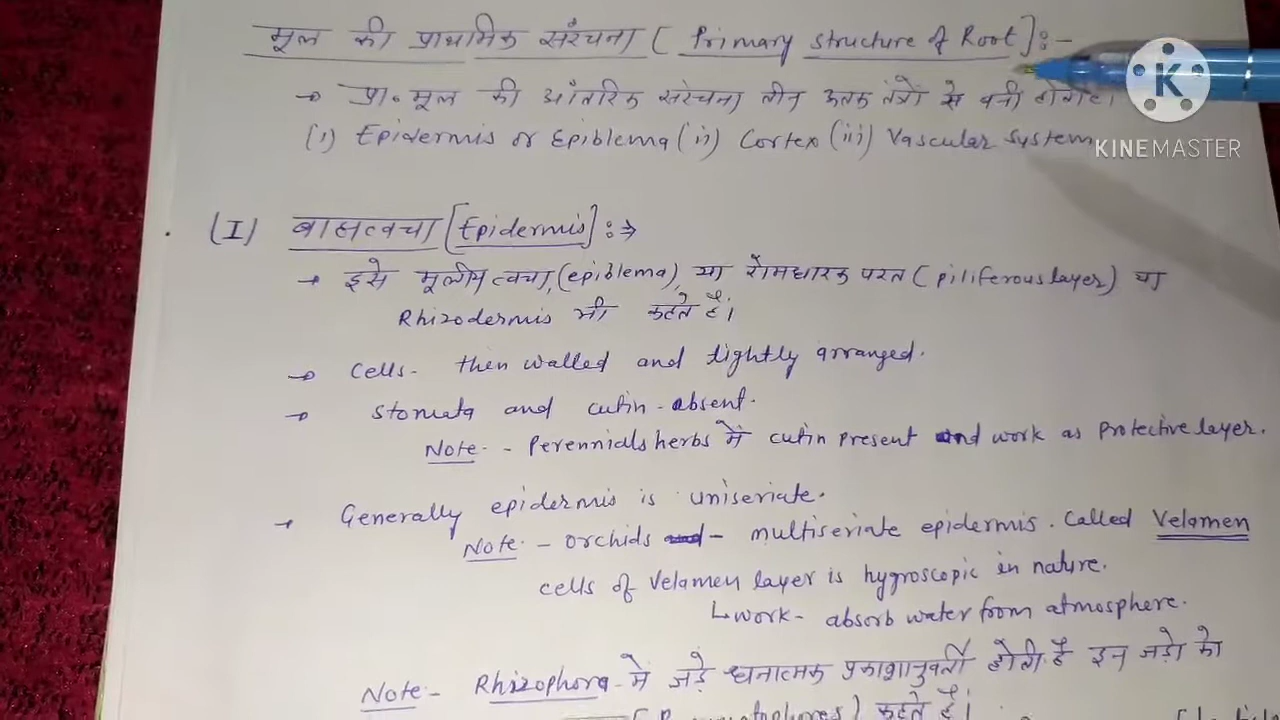 मूल की प्राथमिक संरचना [Primary structure of Root]:-
→ प्रा. मूल की आंतरिक संरचना तीन ऊतक तंत्रो से बनी होती है।
(i) Epidermis or Epiblema (ii) Cortex (iii) Vascular System
K
KINEMASTER
(I) बाह्यत्वचा [Epidermis]:⇒
→ इसे मूलीय त्वचा, (epiblema), या रोमधारक परत (piliferous layer) या
Rhizodermis भी कहते हैं।
→ cells - then walled and tightly arranged.
→ stomata and cutin - absent.
Note - - perennials herbs में cutin present and work as protective layer.
→ Generally epidermis is uniseriate.
Note - - orchids - multiseriate epidermis. Called Velamen
cells of Velamen layer is hygroscopic in nature.
↳ work - absorb water from atmosphere.
Note - Rhizophora - में जड़े धनात्मक प्रकाशानुवर्ती होती है इन जड़ो को
कहते हैं।